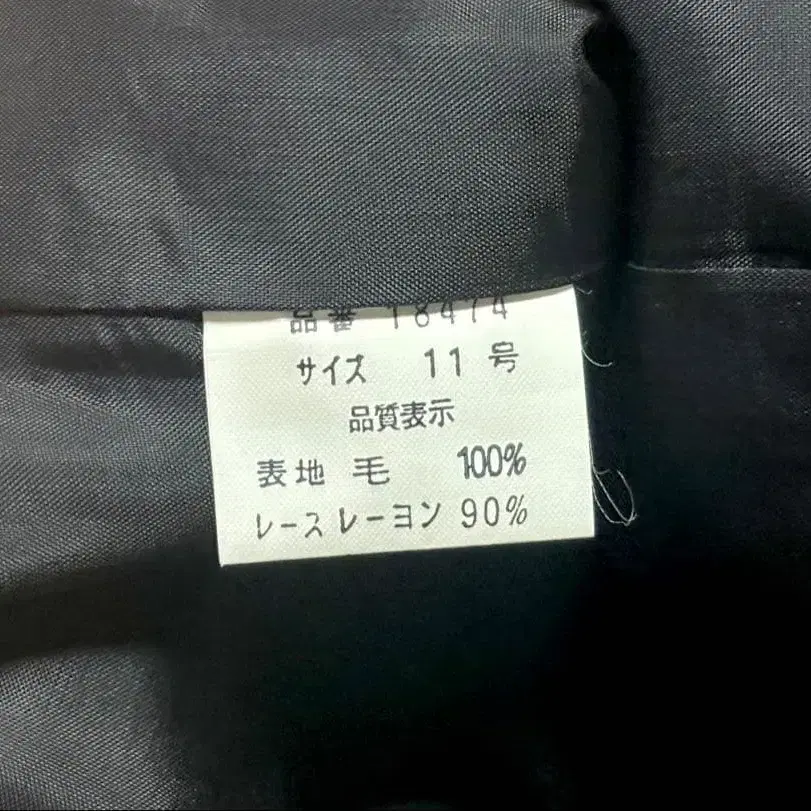 品番 18474
サイズ 11 号
品質表示
表地 毛 100%
レース レーヨン 90%